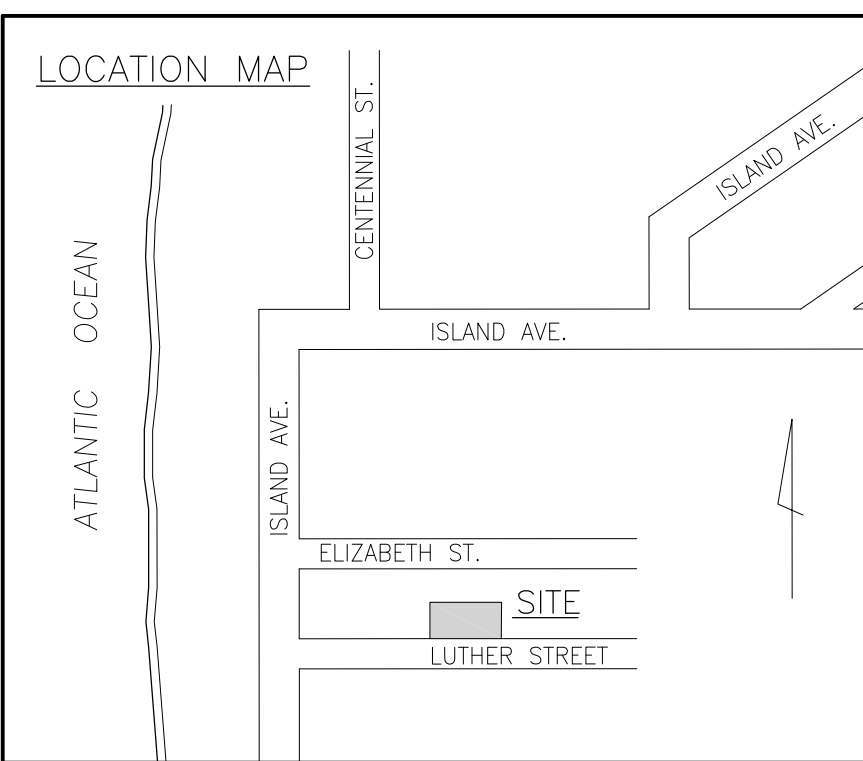 LOCATION MAP
CENTENNIAL ST.
ISLAND AVE.
ATLANTIC OCEAN
ISLAND AVE.
ISLAND AVE.
ELIZABETH ST.
SITE
LUTHER STREET